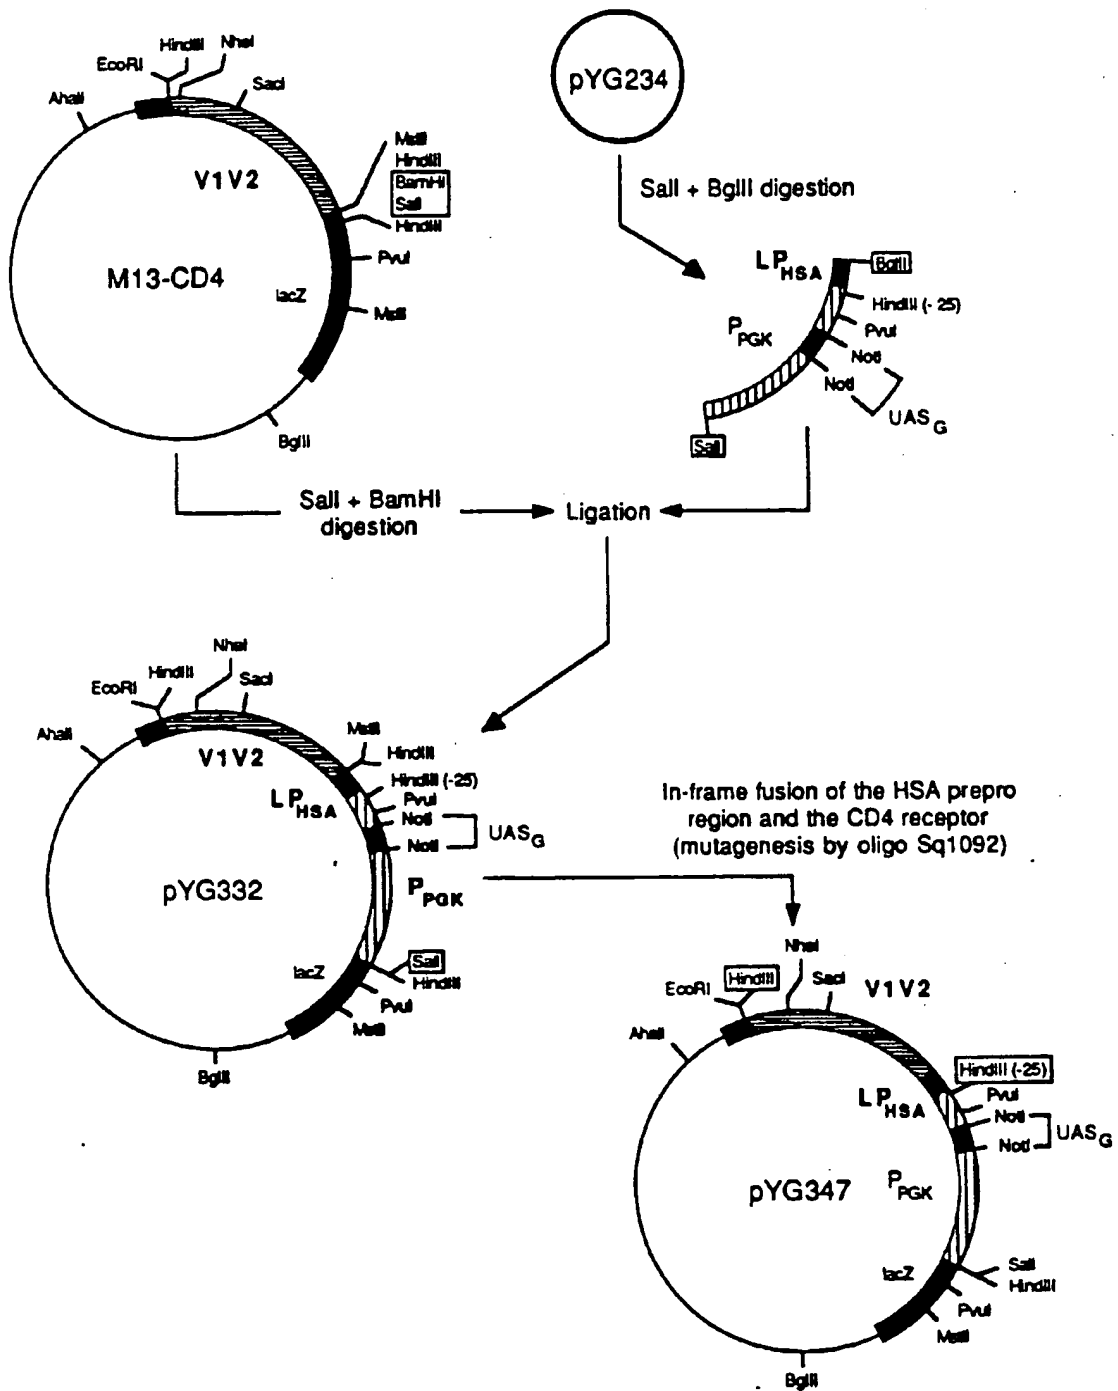 HindIII
NheI
EcoRI
SacI
AhaII
V1V2
MstII
HindIII
BamHI
SalI
HindIII
M13-CD4
PvuI
lacZ
MstII
BglII
pYG234
SalI + BglII digestion
LP HSA
BglII
HindIII (-25)
P PGK
PvuI
NotI
NotI
UAS G
SalI
SalI + BamHI
digestion
Ligation
NheI
HindIII
SacI
EcoRI
AhaII
MstII
V1V2
HindIII
HindIII (-25)
LP HSA
PvuI
NotI
UAS G
NotI
pYG332
P PGK
lacZ
SalI
HindIII
PvuI
MstII
BglII
In-frame fusion of the HSA prepro
region and the CD4 receptor
(mutagenesis by oligo Sq1092)
NheI
HindIII
SacI
EcoRI
V1V2
AhaII
HindIII (-25)
LP HSA
PvuI
NotI
UAS G
NotI
pYG347
P PGK
lacZ
SalI
HindIII
PvuI
MstII
BglII